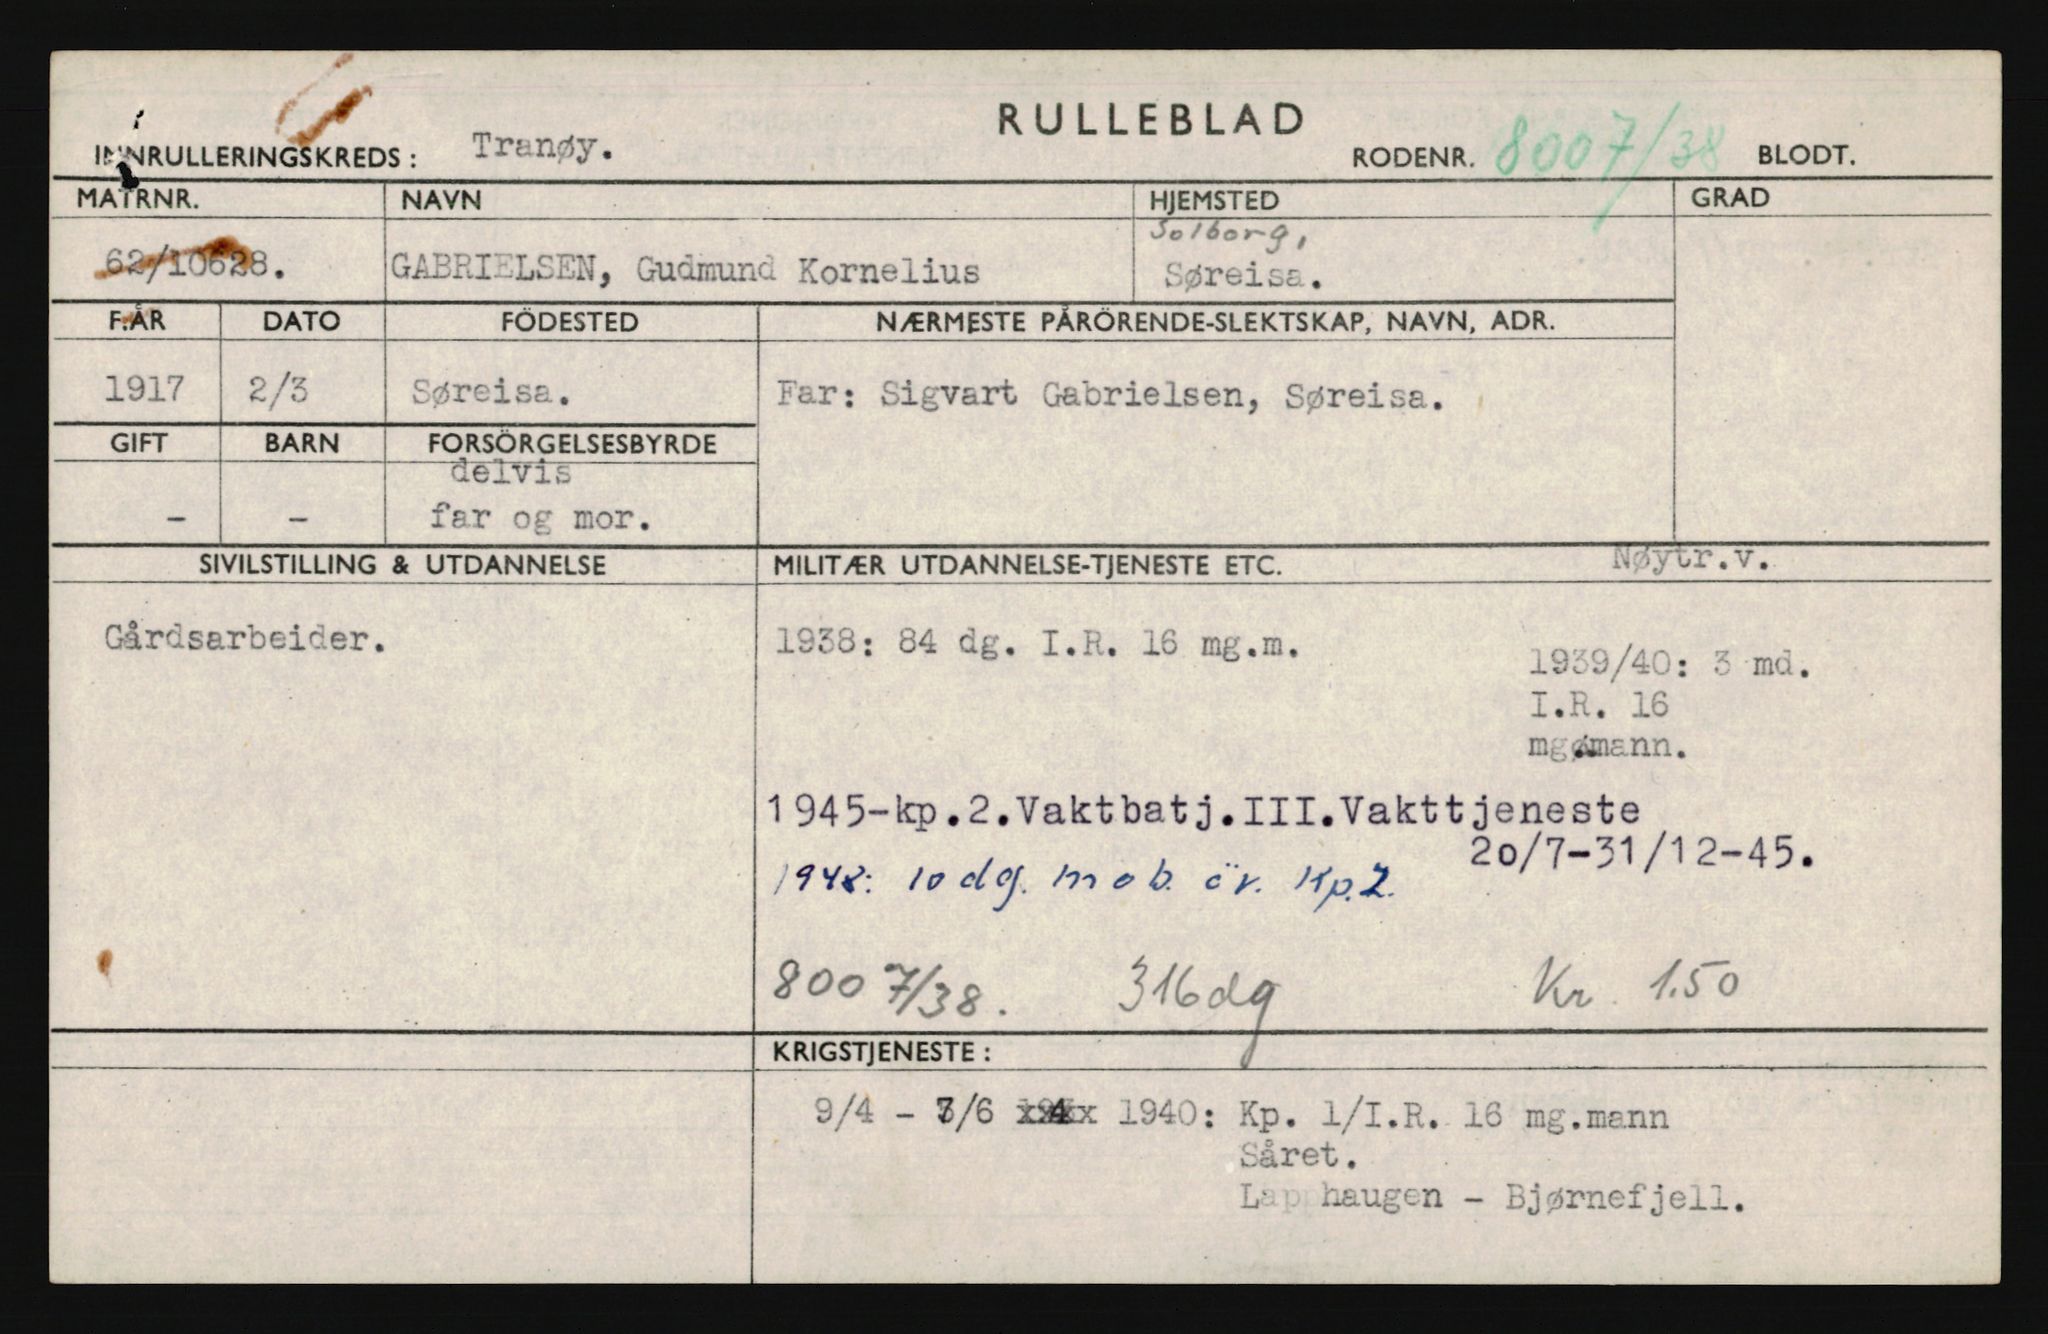 RULLEBLAD
INNRULLERINGSKREDS: Tranøy. RODENR. 8007/38 BLODT.
MATRNR. NAVN HJEMSTED GRAD
Solborg,
62/10628. GABRIELSEN, Gudmund Kornelius Søreisa.
F.ÅR DATO FÖDESTED NÆRMESTE PÅRÖRENDE-SLEKTSKAP, NAVN, ADR.
1917 2/3 Søreisa. Far: Sigvart Gabrielsen, Søreisa.
GIFT BARN FORSÖRGELSESBYRDE
delvis
- - far og mor.
SIVILSTILLING & UTDANNELSE MILITÆR UTDANNELSE-TJENESTE ETC. Nøytr.v.
Gårdsarbeider. 1938: 84 dg. I.R. 16 mg.m.
1939/40: 3 md.
I.R. 16
mg.mann.
1945-kp.2.Vaktbatj.III.Vakttjeneste
20/7-31/12-45.
1948: 10 dg. mob. öv. Kp.2.
8007/38. 316dg Kr. 1.50
KRIGSTJENESTE:
9/4 - 7/6 1940: Kp. 1/I.R. 16 mg.mann
Såret.
Lapphaugen - Bjørnefjell.